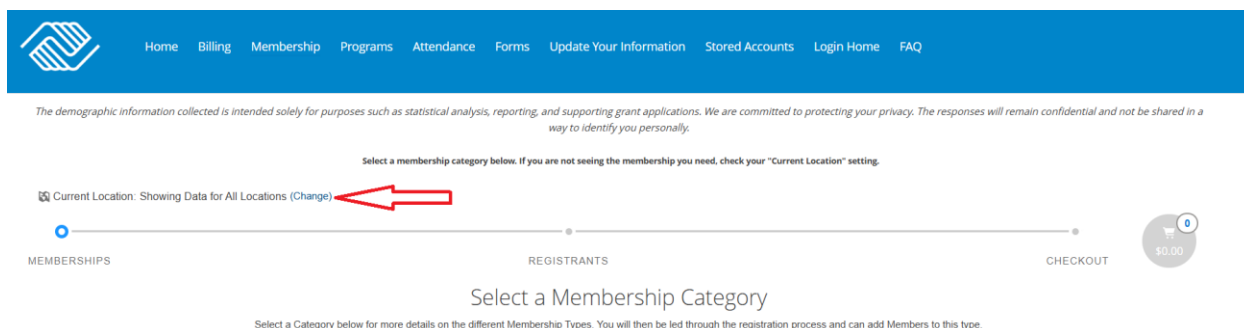 Home Billing Membership Programs Attendance Forms Update Your Information Stored Accounts Login Home FAQ
The demographic information collected is intended solely for purposes such as statistical analysis, reporting, and supporting grant applications. We are committed to protecting your privacy. The responses will remain confidential and not be shared in a
way to identify you personally.
Select a membership category below. If you are not seeing the membership you need, check your "Current Location" setting.
Current Location: Showing Data for All Locations (Change)
0
$0.00
MEMBERSHIPS REGISTRANTS CHECKOUT
Select a Membership Category
Select a Category below for more details on the different Membership Types. You will then be led through the registration process and can add Members to this type.